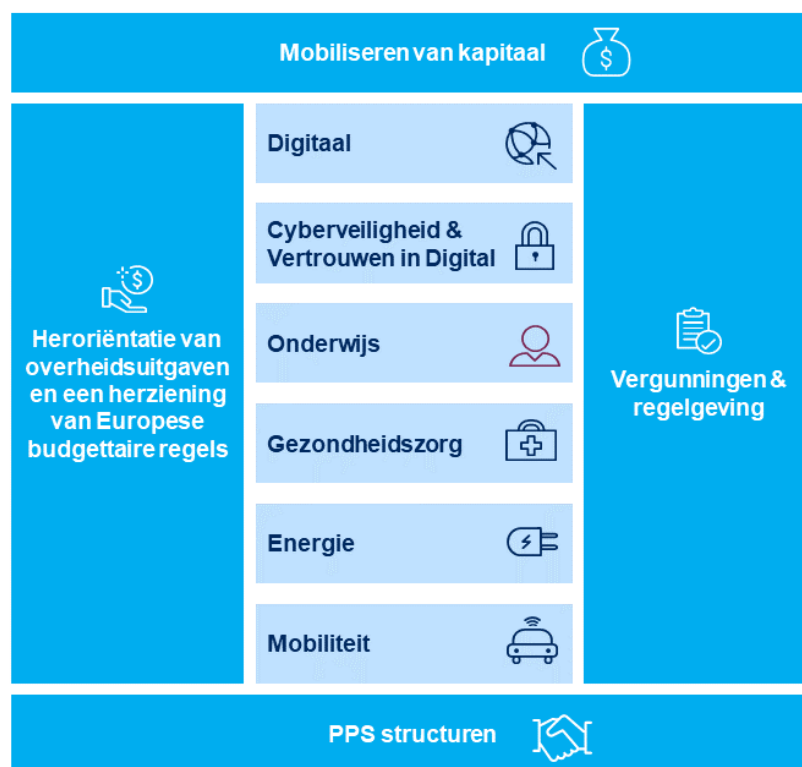 Mobiliseren van kapitaal
Heroriëntatie van
overheidsuitgaven
en een herziening
van Europese
budgettaire regels
Digitaal
Cyberveiligheid &
Vertrouwen in Digital
Onderwijs
Gezondheidszorg
Energie
Mobiliteit
Vergunningen &
regelgeving
PPS structuren